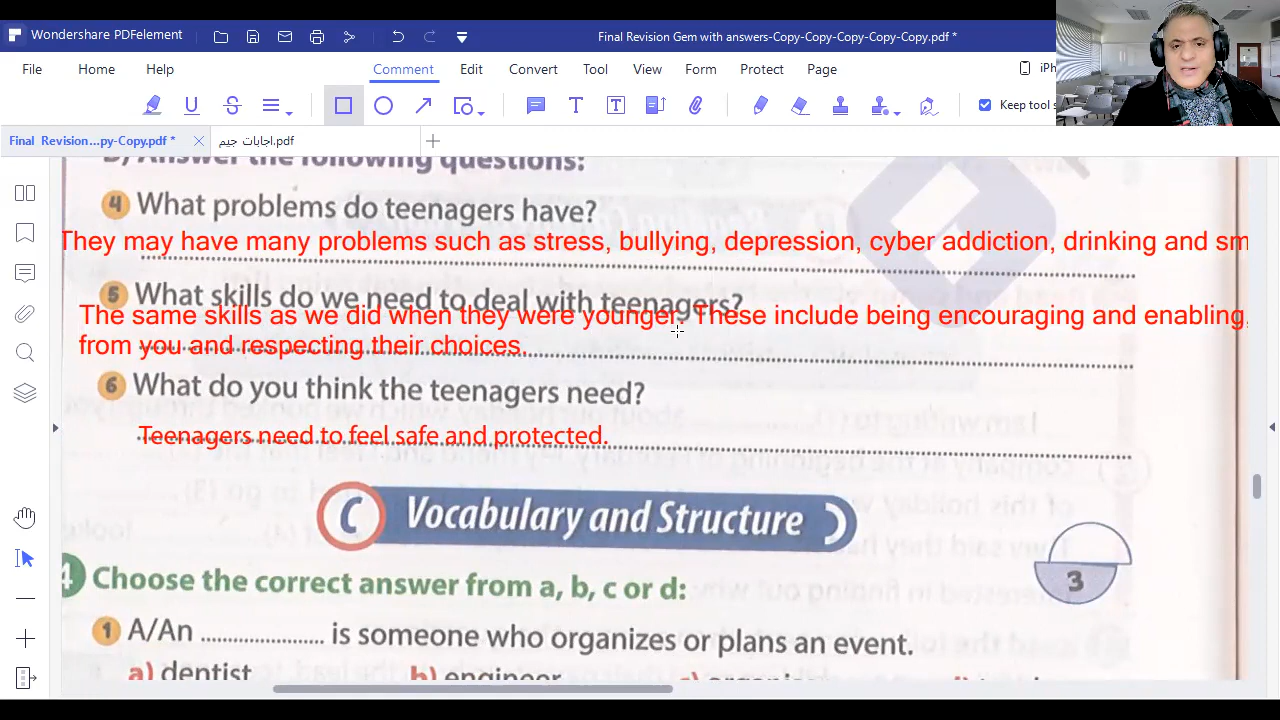 Wondershare PDFelement
Final Revision Gem with answers-Copy-Copy-Copy-Copy-Copy.pdf *
File Home Help Comment Edit Convert Tool View Form Protect Page
Keep tool s
Final Revision...py-Copy.pdf *
اجابات جيم.pdf
Answer the following questions:
4 What problems do teenagers have?
They may have many problems such as stress, bullying, depression, cyber addiction, drinking and sm
5 What skills do we need to deal with teenagers?
The same skills as we did when they were younger. These include being encouraging and enabling,
from you and respecting their choices.
6 What do you think the teenagers need?
Teenagers need to feel safe and protected.
C Vocabulary and Structure
3
4 Choose the correct answer from a, b, c or d:
1 A/An .................... is someone who organizes or plans an event.
a) dentist b) engineer